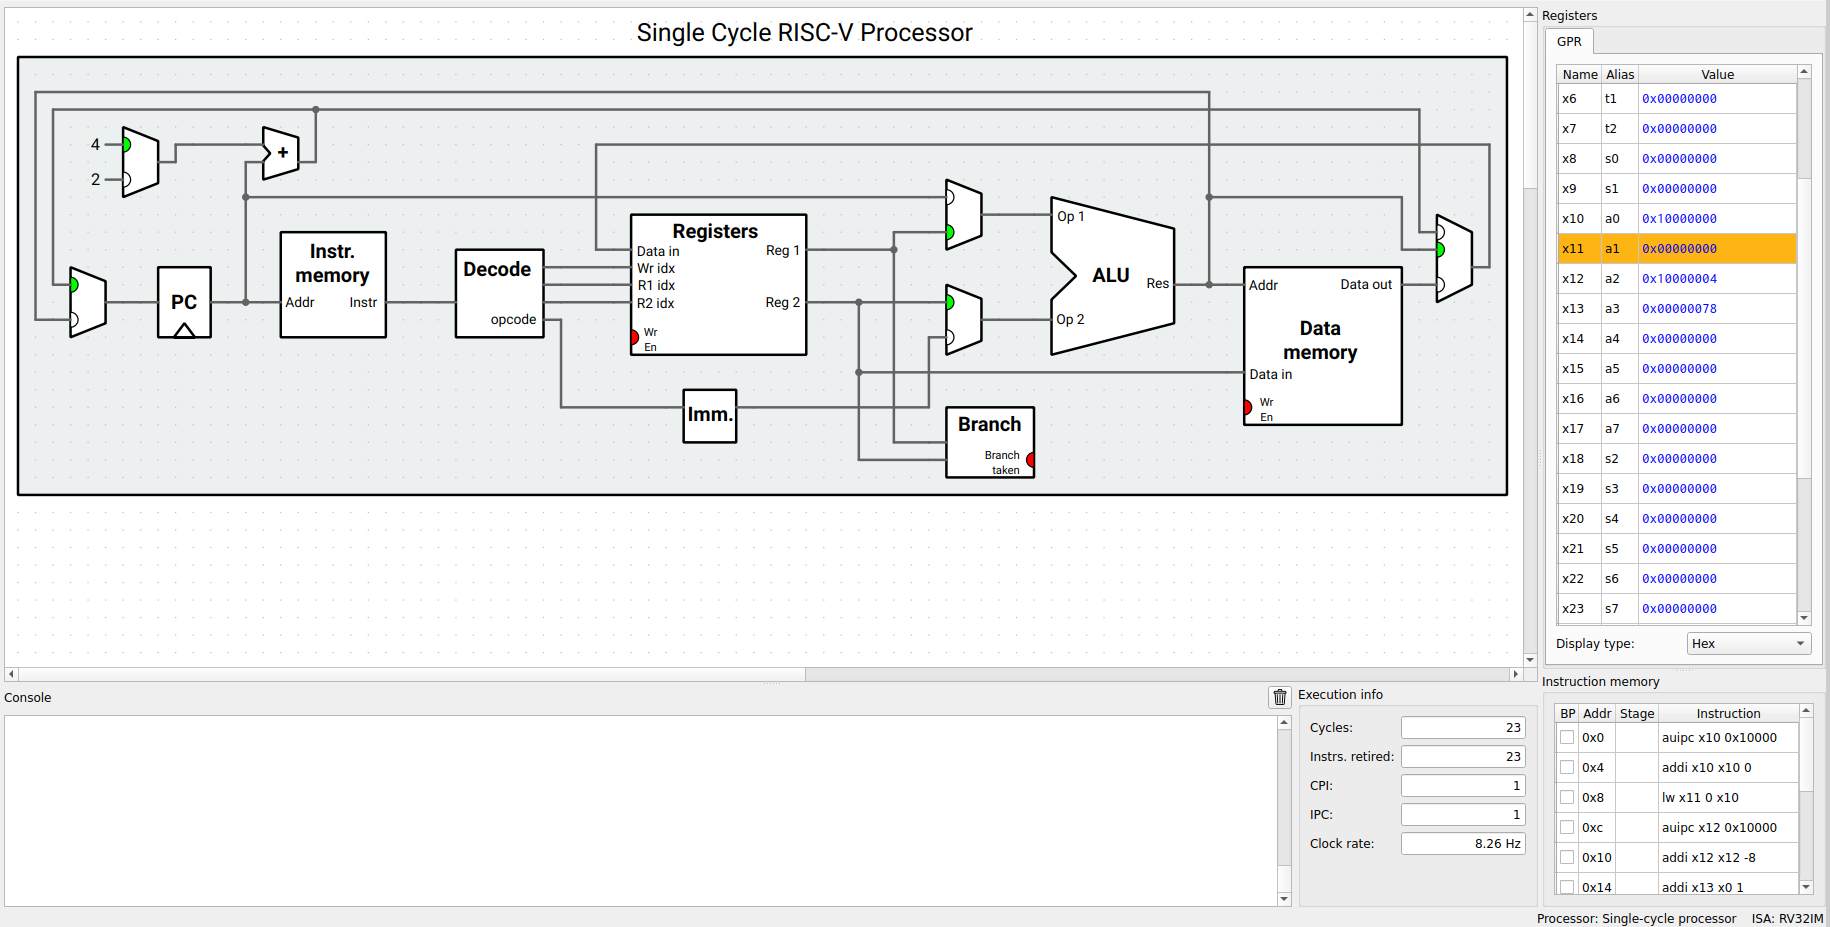 Single Cycle RISC-V Processor
4
2
+
PC
Instr.
memory
Addr
Instr
Decode
opcode
Registers
Data in
Wr idx
R1 idx
R2 idx
Wr
En
Reg 1
Reg 2
Imm.
Op 1
Op 2
ALU
Res
Branch
Branch
taken
Addr
Data out
Data
memory
Data in
Wr
En
Registers
GPR
Name Alias Value
x6 t1 0x00000000
x7 t2 0x00000000
x8 s0 0x00000000
x9 s1 0x00000000
x10 a0 0x10000000
x11 a1 0x00000000
x12 a2 0x10000004
x13 a3 0x00000078
x14 a4 0x00000000
x15 a5 0x00000000
x16 a6 0x00000000
x17 a7 0x00000000
x18 s2 0x00000000
x19 s3 0x00000000
x20 s4 0x00000000
x21 s5 0x00000000
x22 s6 0x00000000
x23 s7 0x00000000
Display type: Hex
Console
Execution info
Cycles: 23
Instrs. retired: 23
CPI: 1
IPC: 1
Clock rate: 8.26 Hz
Instruction memory
BP Addr Stage Instruction
0x0 auipc x10 0x10000
0x4 addi x10 x10 0
0x8 lw x11 0 x10
0xc auipc x12 0x10000
0x10 addi x12 x12 -8
0x14 addi x13 x0 1
Processor: Single-cycle processor ISA: RV32IM